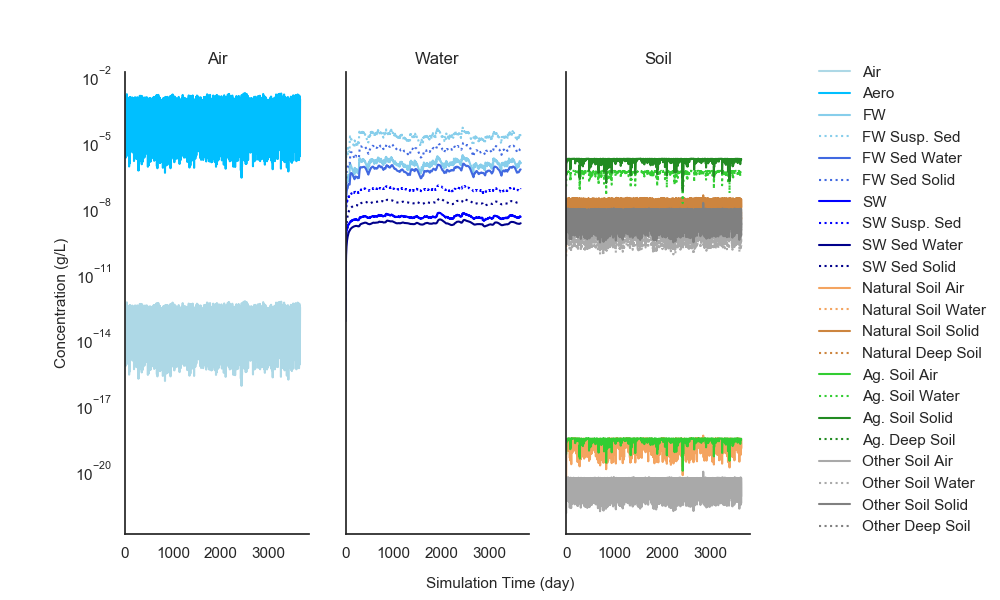 Air
Water
Soil
10⁻²
10⁻⁵
10⁻⁸
10⁻¹¹
10⁻¹⁴
10⁻¹⁷
10⁻²⁰
Concentration (g/L)
0 1000 2000 3000
0 1000 2000 3000
0 1000 2000 3000
Simulation Time (day)
Air
Aero
FW
FW Susp. Sed
FW Sed Water
FW Sed Solid
SW
SW Susp. Sed
SW Sed Water
SW Sed Solid
Natural Soil Air
Natural Soil Water
Natural Soil Solid
Natural Deep Soil
Ag. Soil Air
Ag. Soil Water
Ag. Soil Solid
Ag. Deep Soil
Other Soil Air
Other Soil Water
Other Soil Solid
Other Deep Soil